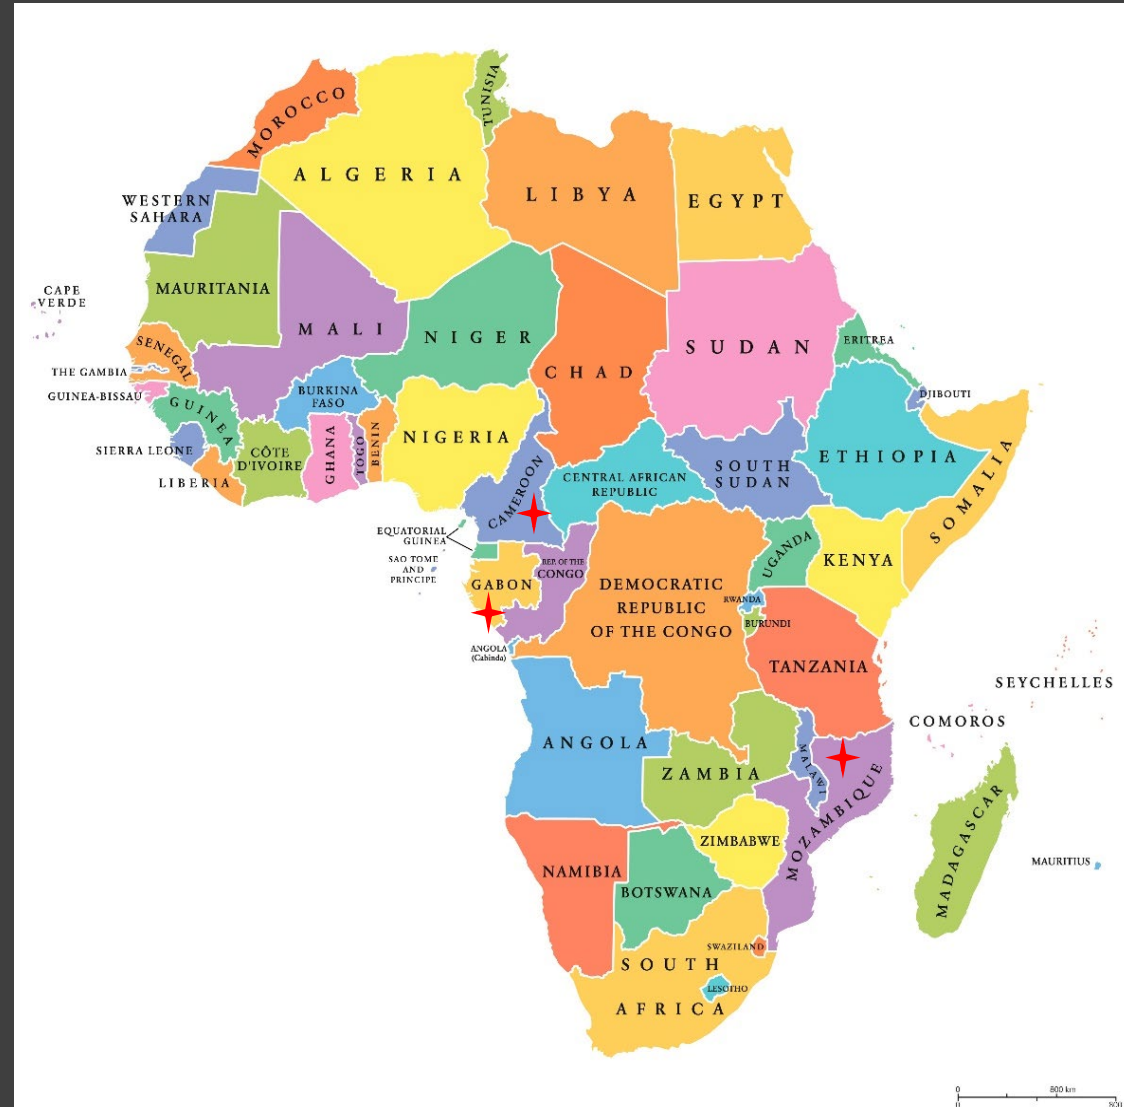 MOROCCO
TUNISIA
ALGERIA
LIBYA
EGYPT
WESTERN
SAHARA
MAURITANIA
CAPE
VERDE
MALI
NIGER
CHAD
SUDAN
ERITREA
SENEGAL
THE GAMBIA
GUINEA-BISSAU
GUINEA
BURKINA
FASO
DJIBOUTI
SIERRA LEONE
LIBERIA
CÔTE
D'IVOIRE
GHANA
TOGO
BENIN
NIGERIA
CAMEROON
CENTRAL AFRICAN
REPUBLIC
SOUTH
SUDAN
ETHIOPIA
SOMALIA
EQUATORIAL
GUINEA
SAO TOME
AND
PRINCIPE
GABON
REP. OF THE
CONGO
DEMOCRATIC
REPUBLIC
OF THE CONGO
UGANDA
KENYA
RWANDA
BURUNDI
ANGOLA
(Cabinda)
TANZANIA
SEYCHELLES
COMOROS
ANGOLA
ZAMBIA
MALAWI
MOZAMBIQUE
MADAGASCAR
MAURITIUS
ZIMBABWE
NAMIBIA
BOTSWANA
SWAZILAND
SOUTH
AFRICA
LESOTHO
0 800 km
0 800